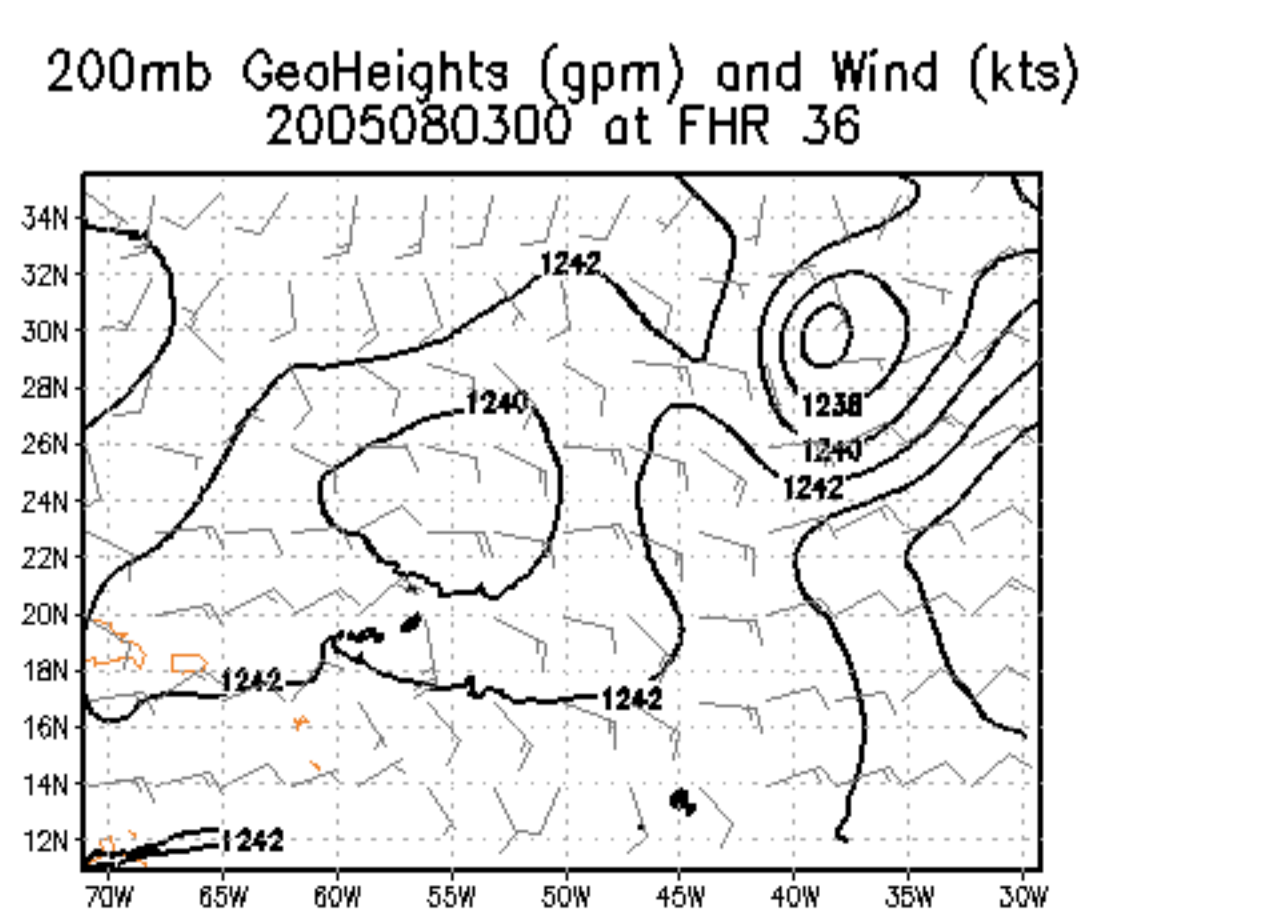 200mb GeoHeights (gpm) and Wind (kts)
2005080300 at FHR 36
34N
32N
30N
28N
26N
24N
22N
20N
18N
16N
14N
12N
1242
1240
1238
1240
1242
1242
1242
1242
70W 65W 60W 55W 50W 45W 40W 35W 30W